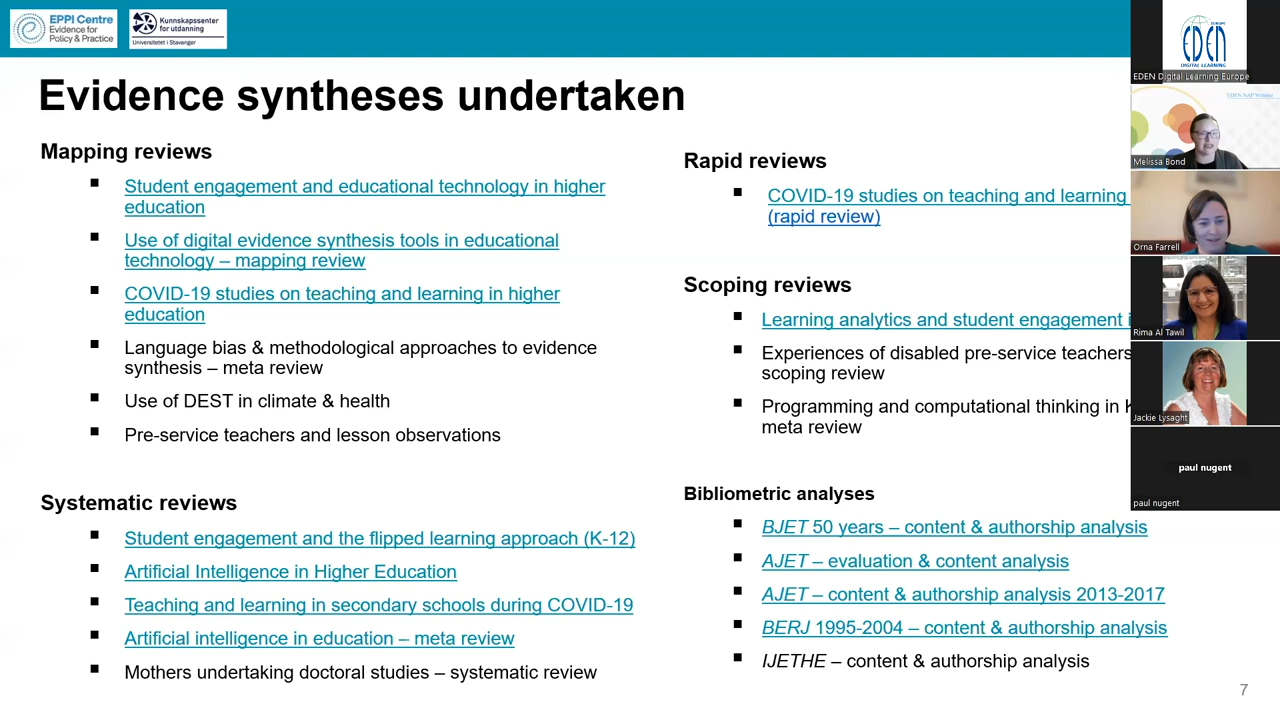 EPPI Centre
Evidence for
Policy & Practice
Kunnskapssenter
for utdanning
Universitetet i Stavanger
Evidence syntheses undertaken
Mapping reviews
Student engagement and educational technology in higher
education
Use of digital evidence synthesis tools in educational
technology – mapping review
COVID-19 studies on teaching and learning in higher
education
Language bias & methodological approaches to evidence
synthesis – meta review
Use of DEST in climate & health
Pre-service teachers and lesson observations
Systematic reviews
Student engagement and the flipped learning approach (K-12)
Artificial Intelligence in Higher Education
Teaching and learning in secondary schools during COVID-19
Artificial intelligence in education – meta review
Mothers undertaking doctoral studies – systematic review
Rapid reviews
COVID-19 studies on teaching and learning
(rapid review)
Scoping reviews
Learning analytics and student engagement i
Experiences of disabled pre-service teachers
scoping review
Programming and computational thinking in K
meta review
Bibliometric analyses
BJET 50 years – content & authorship analysis
AJET – evaluation & content analysis
AJET – content & authorship analysis 2013-2017
BERJ 1995-2004 – content & authorship analysis
IJETHE – content & authorship analysis
7
EUROPE
EDEN
DIGITAL LEARNING
EDEN Digital Learning Europe
EDEN NAP Webinar
Melissa Bond
Orna Farrell
Rima Al Tawil
Jackie Lysaght
paul nugent
paul nugent